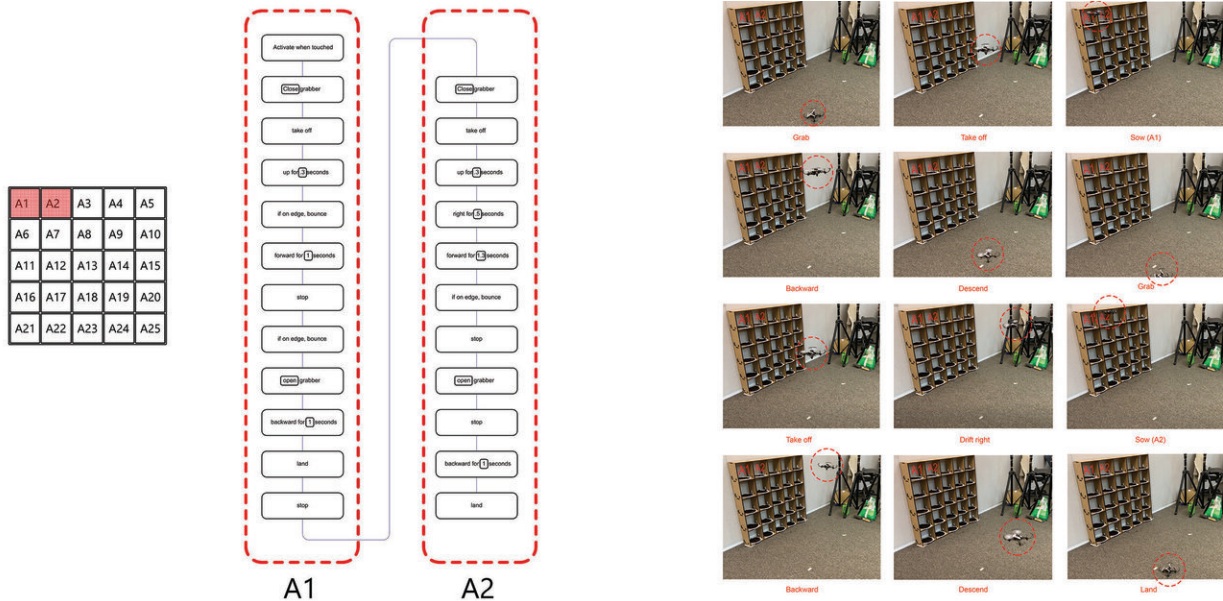 A1 A2 A3 A4 A5
A6 A7 A8 A9 A10
A11 A12 A13 A14 A15
A16 A17 A18 A19 A20
A21 A22 A23 A24 A25
Activate when touched
Close grabber
take off
up for .3 seconds
if on edge, bounce
forward for 1 seconds
stop
if on edge, bounce
open grabber
backward for 1 seconds
land
stop
A1
Close grabber
take off
up for .3 seconds
right for .5 seconds
forward for 1.3 seconds
if on edge, bounce
stop
open grabber
stop
backward for 1 seconds
land
A2
Grab
Take off
Sow (A1)
Backward
Descend
Grab
Take off
Drift right
Sow (A2)
Backward
Descend
Land